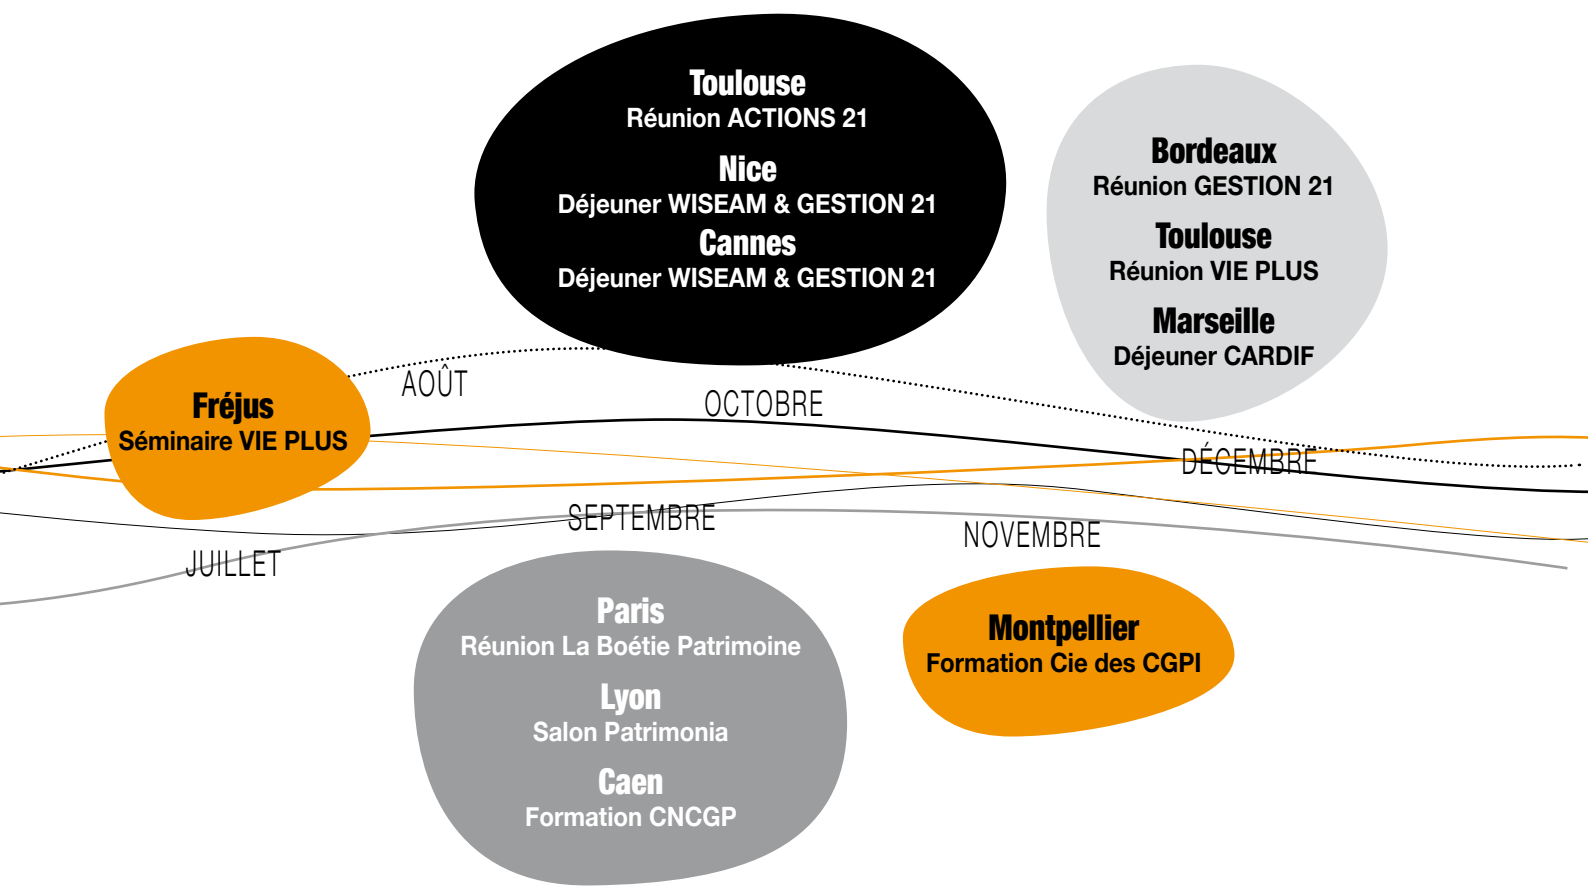 Toulouse
Réunion ACTIONS 21
Nice
Déjeuner WISEAM & GESTION 21
Cannes
Déjeuner WISEAM & GESTION 21
Bordeaux
Réunion GESTION 21
Toulouse
Réunion VIE PLUS
Marseille
Déjeuner CARDIF
Fréjus
Séminaire VIE PLUS
AOÛT
OCTOBRE
DÉCEMBRE
JUILLET
SEPTEMBRE
NOVEMBRE
Paris
Réunion La Boétie Patrimoine
Lyon
Salon Patrimonia
Caen
Formation CNCGP
Montpellier
Formation Cie des CGPI